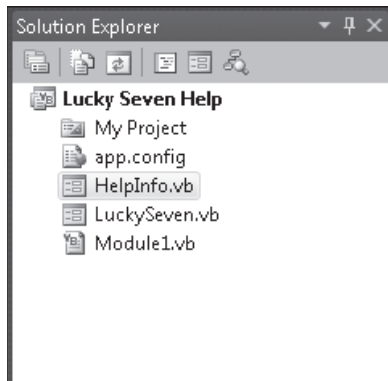 Solution Explorer
Lucky Seven Help
My Project
app.config
HelpInfo.vb
LuckySeven.vb
Module1.vb